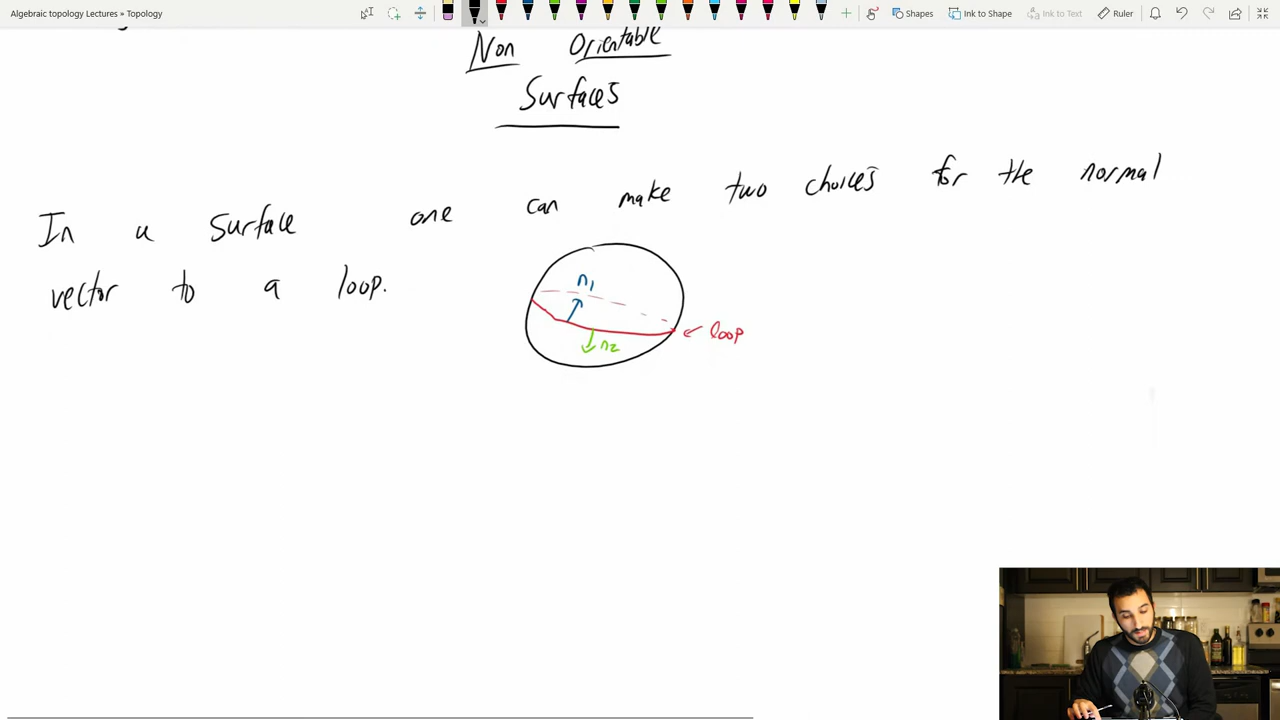 Algebraic topology Lectures » Topology
Shapes
Ink to Shape
Ink to Text
Ruler
Non Orientable
Surfaces
In a surface one can make two choices for the normal
vector to a loop.
n1
loop
n2